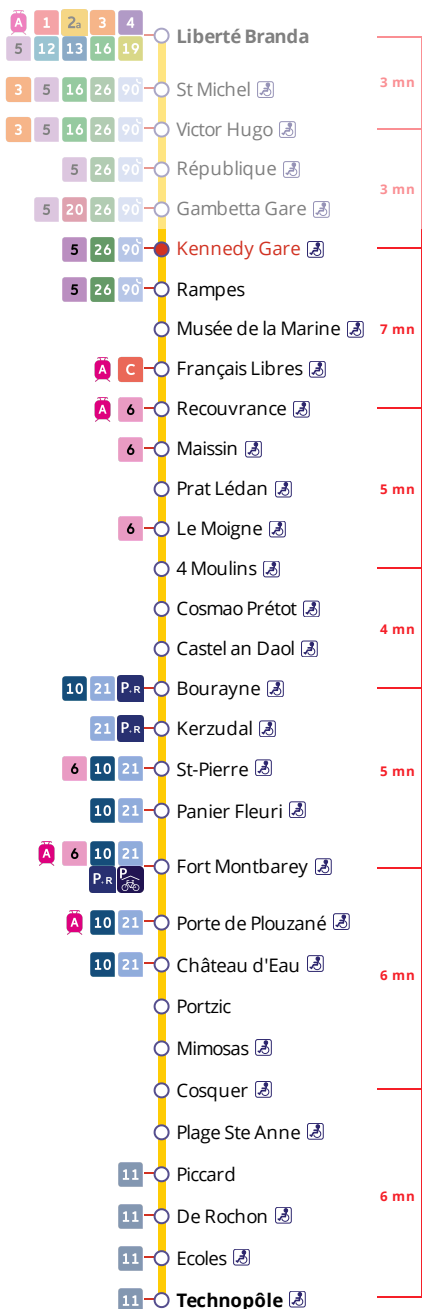 A 1 2a 3 4
5 12 13 16 19
Liberté Branda
3 mn
3 5 16 26 90 St Michel
3 5 16 26 90 Victor Hugo
5 26 90 République
3 mn
5 20 26 90 Gambetta Gare
5 26 90 Kennedy Gare
5 26 90 Rampes
Musée de la Marine 7 mn
A C Français Libres
A 6 Recouvrance
6 Maissin
Prat Lédan 5 mn
6 Le Moigne
4 Moulins
Cosmao Prétot
4 mn
Castel an Daol
10 21 P.R Bourayne
21 P.R Kerzudal
6 10 21 St-Pierre 5 mn
10 21 Panier Fleuri
A 6 10 21
Fort Montbarey
P.R P
A 10 21 Porte de Plouzané
10 21 Château d'Eau
6 mn
Portzic
Mimosas
Cosquer
Plage Ste Anne
11 Piccard
6 mn
11 De Rochon
11 Ecoles
11 Technopôle